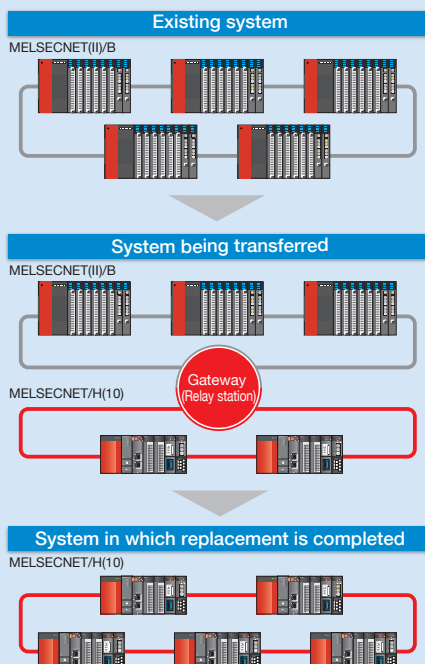 Existing system
MELSECNET(II)/B
System being transferred
MELSECNET(II)/B
Gateway
(Relay station)
MELSECNET/H(10)
System in which replacement is completed
MELSECNET/H(10)